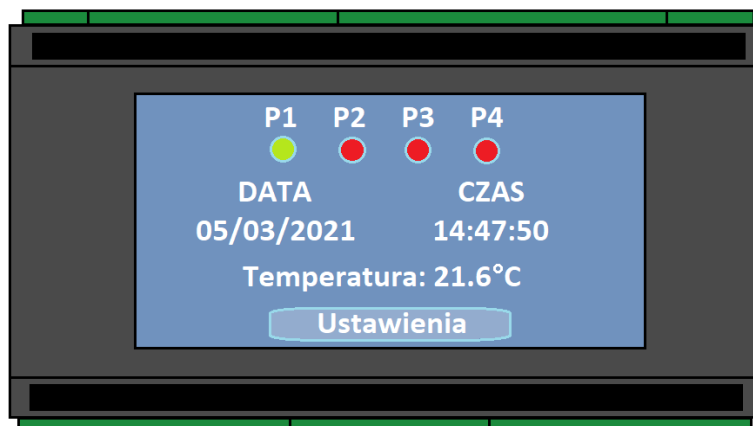 P1 P2 P3 P4
DATA CZAS
05/03/2021 14:47:50
Temperatura: 21.6°C
Ustawienia